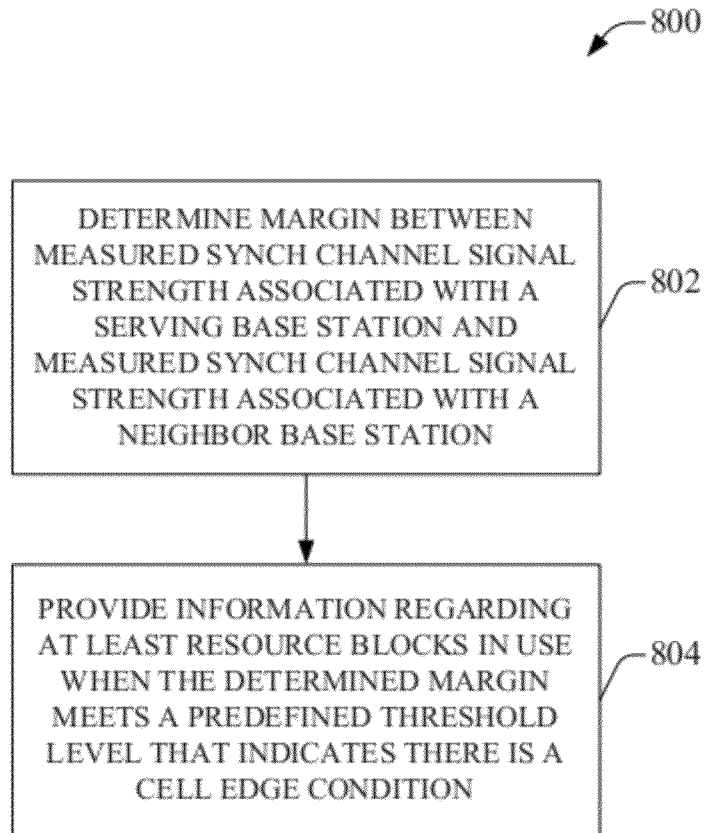 800
DETERMINE MARGIN BETWEEN
MEASURED SYNCH CHANNEL SIGNAL
STRENGTH ASSOCIATED WITH A
SERVING BASE STATION AND
MEASURED SYNCH CHANNEL SIGNAL
STRENGTH ASSOCIATED WITH A
NEIGHBOR BASE STATION
802
PROVIDE INFORMATION REGARDING
AT LEAST RESOURCE BLOCKS IN USE
WHEN THE DETERMINED MARGIN
MEETS A PREDEFINED THRESHOLD
LEVEL THAT INDICATES THERE IS A
CELL EDGE CONDITION
804